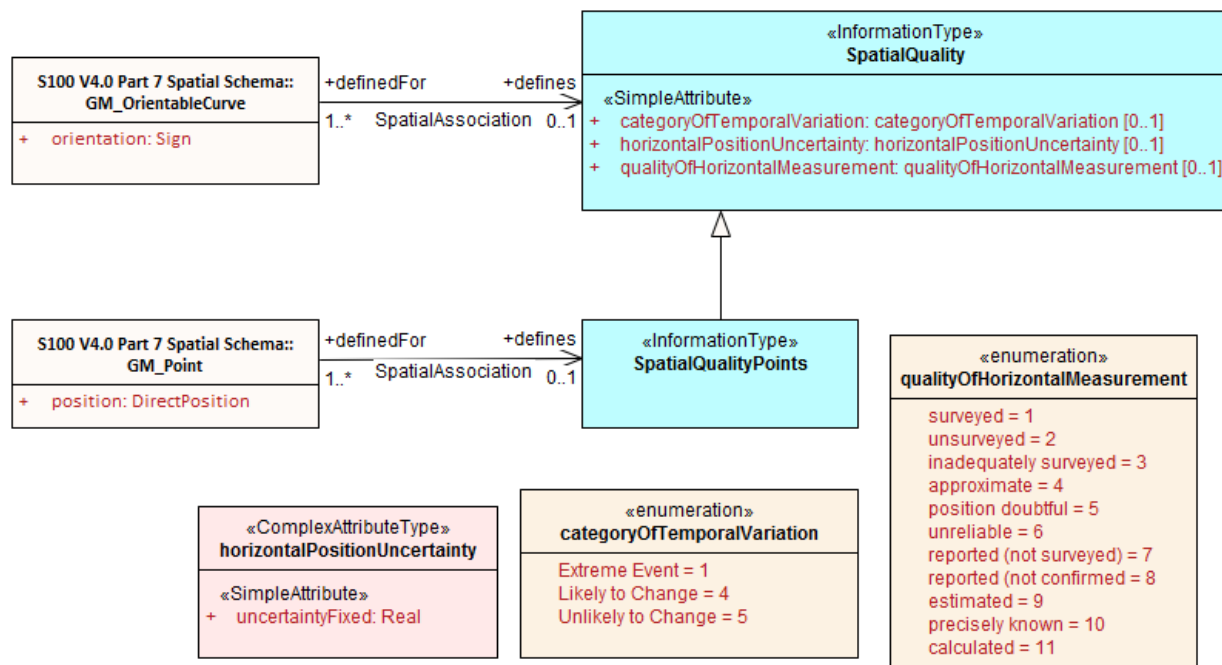 «InformationType»
SpatialQuality
«SimpleAttribute»
+ categoryOfTemporalVariation: categoryOfTemporalVariation [0..1]
+ horizontalPositionUncertainty: horizontalPositionUncertainty [0..1]
+ qualityOfHorizontalMeasurement: qualityOfHorizontalMeasurement [0..1]
S100 V4.0 Part 7 Spatial Schema::
GM_OrientableCurve
+ orientation: Sign
+definedFor +defines
1..* SpatialAssociation 0..1
S100 V4.0 Part 7 Spatial Schema::
GM_Point
+ position: DirectPosition
+definedFor +defines
1..* SpatialAssociation 0..1
«InformationType»
SpatialQualityPoints
«enumeration»
qualityOfHorizontalMeasurement
surveyed = 1
unsurveyed = 2
inadequately surveyed = 3
approximate = 4
position doubtful = 5
unreliable = 6
reported (not surveyed) = 7
reported (not confirmed = 8
estimated = 9
precisely known = 10
calculated = 11
«ComplexAttributeType»
horizontalPositionUncertainty
«SimpleAttribute»
+ uncertaintyFixed: Real
«enumeration»
categoryOfTemporalVariation
Extreme Event = 1
Likely to Change = 4
Unlikely to Change = 5